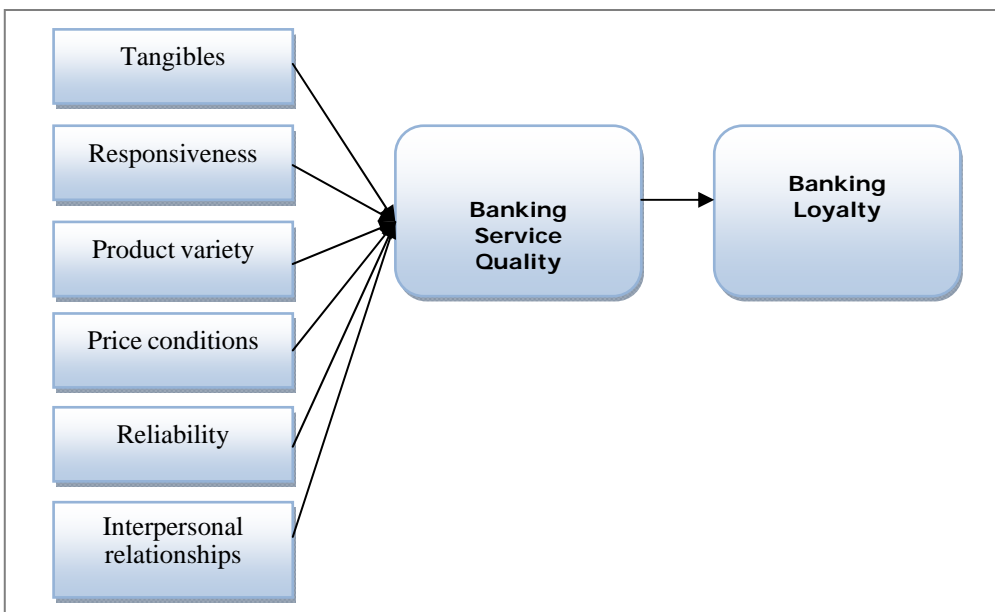 Tangibles
Responsiveness
Product variety
Price conditions
Reliability
Interpersonal
relationships
Banking
Service
Quality
Banking
Loyalty